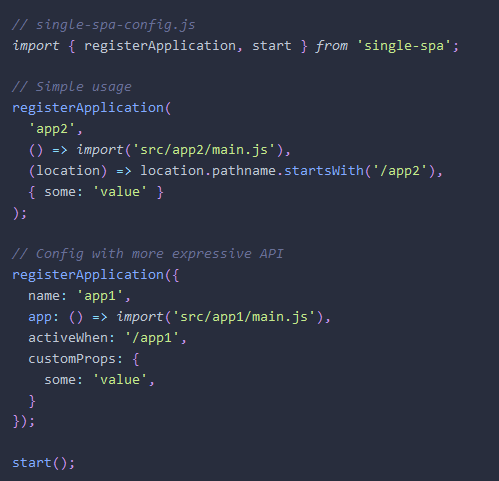 // single-spa-config.js
import { registerApplication, start } from 'single-spa';
// Simple usage
registerApplication(
'app2',
() => import('src/app2/main.js'),
(location) => location.pathname.startsWith('/app2'),
{ some: 'value' }
);
// Config with more expressive API
registerApplication({
name: 'app1',
app: () => import('src/app1/main.js'),
activeWhen: '/app1',
customProps: {
some: 'value',
}
});
start();